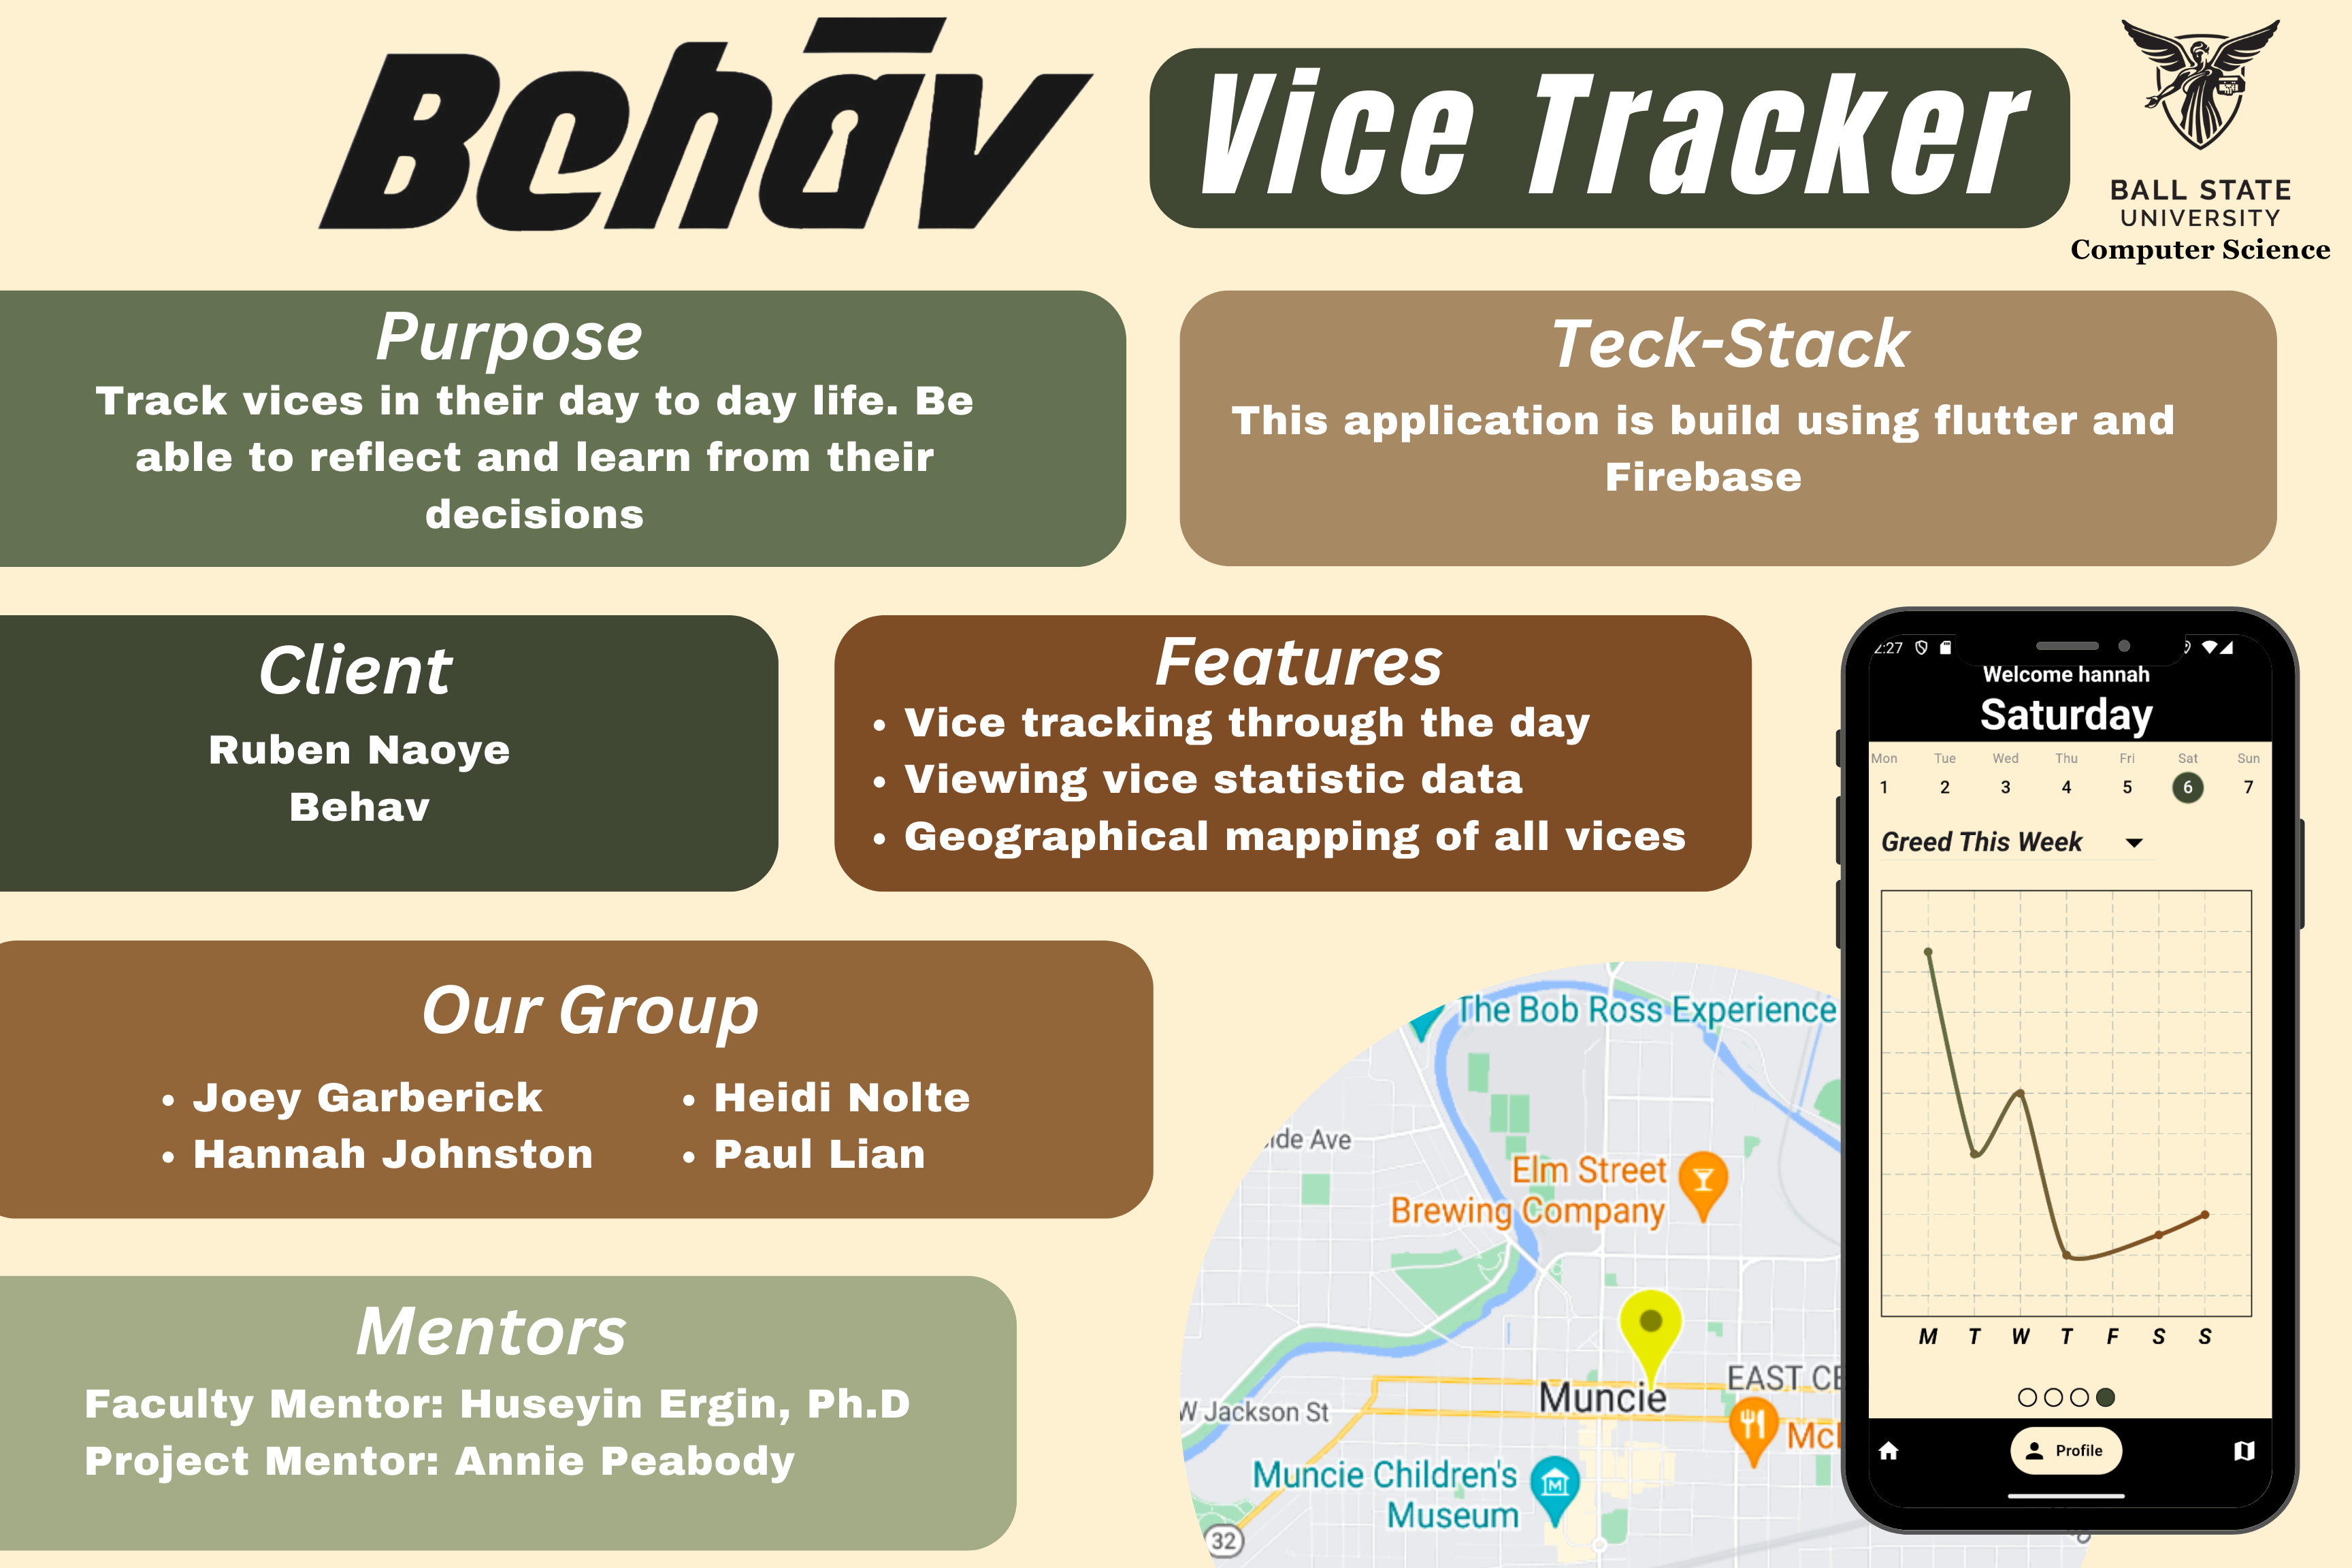 Behāv
Vice Tracker
BALL STATE
UNIVERSITY
Computer Science
Purpose
Track vices in their day to day life. Be
able to reflect and learn from their
decisions
Teck-Stack
This application is build using flutter and
Firebase
Client
Ruben Naoye
Behav
Features
• Vice tracking through the day
• Viewing vice statistic data
• Geographical mapping of all vices
Our Group
• Joey Garberick
• Hannah Johnston
• Heidi Nolte
• Paul Lian
Mentors
Faculty Mentor: Huseyin Ergin, Ph.D
Project Mentor: Annie Peabody
The Bob Ross Experience
Ave
Elm Street
Brewing Company
Muncie
EAST
W Jackson St
Muncie Children's
Museum
32
2:27
Welcome hannah
Saturday
Mon Tue Wed Thu Fri Sat Sun
1 2 3 4 5 6 7
Greed This Week
M T W T F S S
Profile